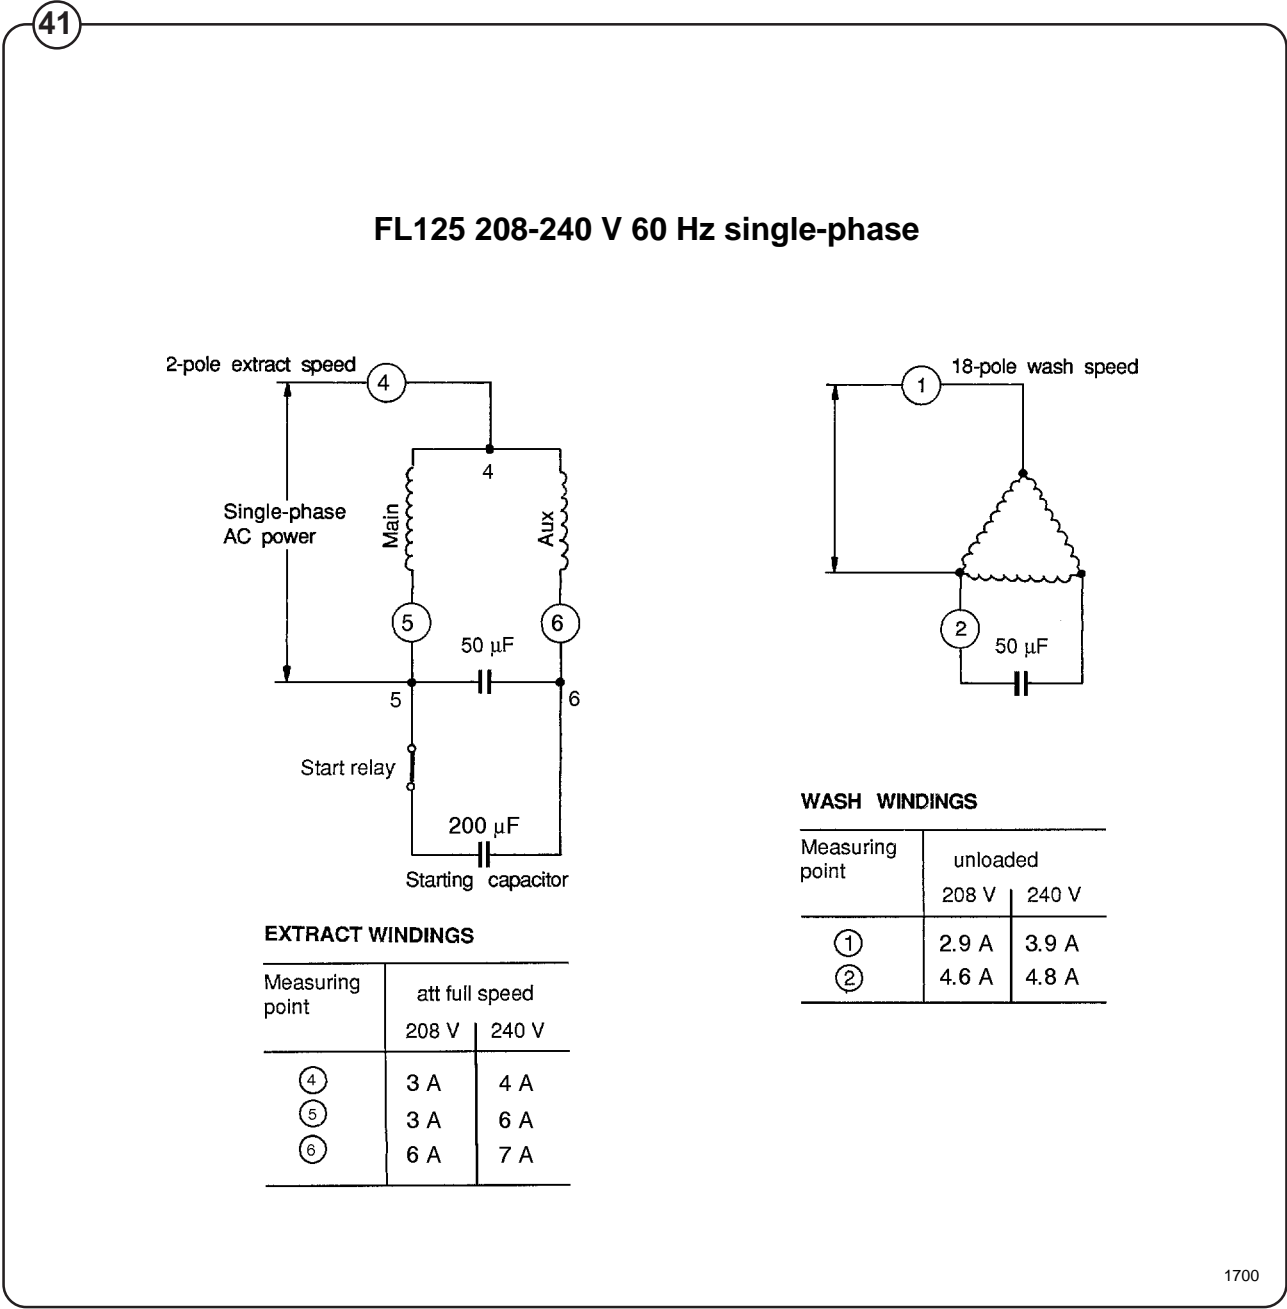 41
FL125 208-240 V 60 Hz single-phase
2-pole extract speed
4
4
Single-phase
AC power
Main
Aux
5
6
50 µF
5
6
Start relay
200 µF
Starting capacitor
EXTRACT WINDINGS
Measuring
point
att full speed
208 V 240 V
4 3 A 4 A
5 3 A 6 A
6 6 A 7 A
18-pole wash speed
1
2
50 µF
WASH WINDINGS
Measuring
point
unloaded
208 V 240 V
1 2.9 A 3.9 A
2 4.6 A 4.8 A
1700